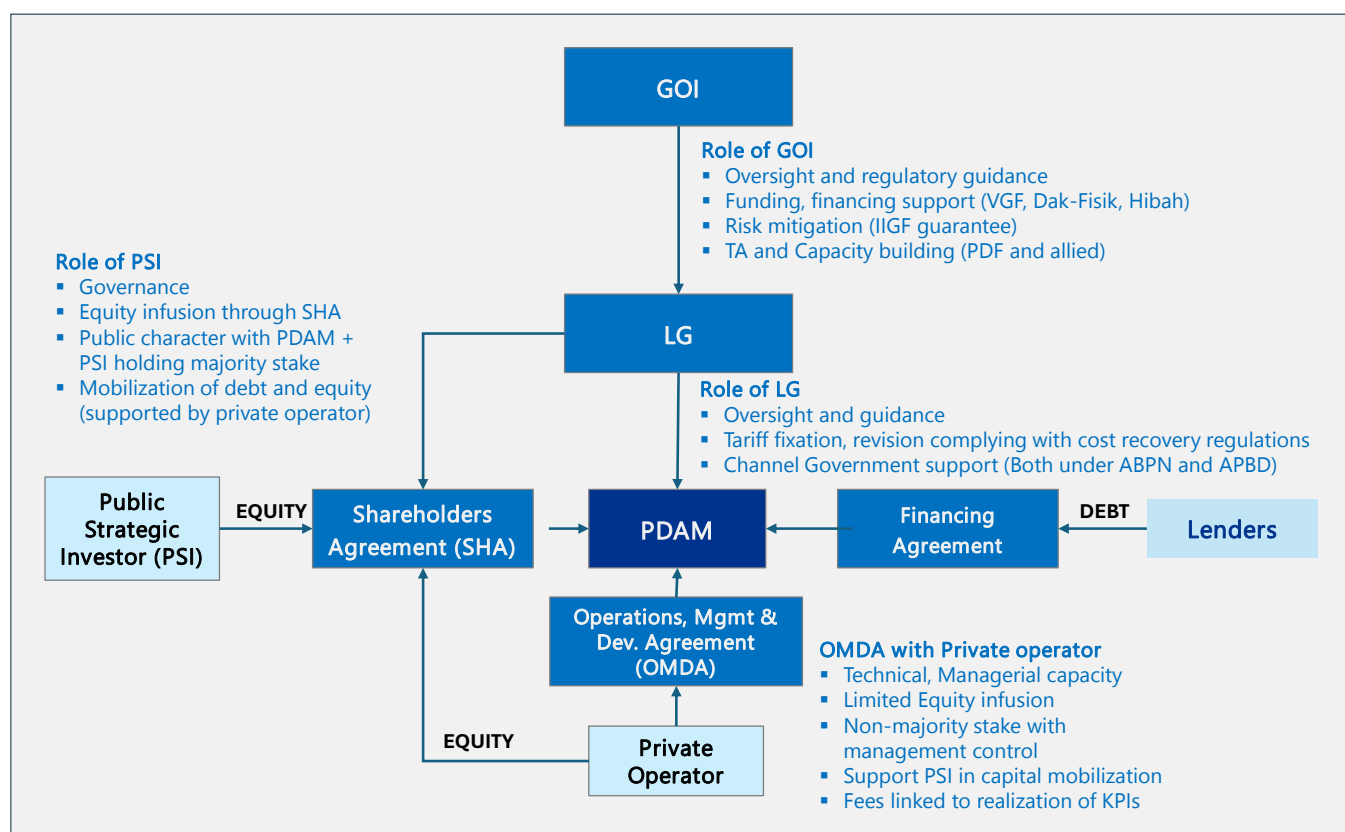 GOI
Role of GOI
▪ Oversight and regulatory guidance
▪ Funding, financing support (VGF, Dak-Fisik, Hibah)
▪ Risk mitigation (IIGF guarantee)
▪ TA and Capacity building (PDF and allied)
Role of PSI
▪ Governance
▪ Equity infusion through SHA
▪ Public character with PDAM +
PSI holding majority stake
▪ Mobilization of debt and equity
(supported by private operator)
LG
Role of LG
▪ Oversight and guidance
▪ Tariff fixation, revision complying with cost recovery regulations
▪ Channel Government support (Both under ABPN and APBD)
Public
Strategic
Investor (PSI)
EQUITY
Shareholders
Agreement (SHA)
PDAM
Financing
Agreement
DEBT
Lenders
Operations, Mgmt &
Dev. Agreement
(OMDA)
OMDA with Private operator
▪ Technical, Managerial capacity
▪ Limited Equity infusion
▪ Non-majority stake with
management control
▪ Support PSI in capital mobilization
▪ Fees linked to realization of KPIs
EQUITY
Private
Operator